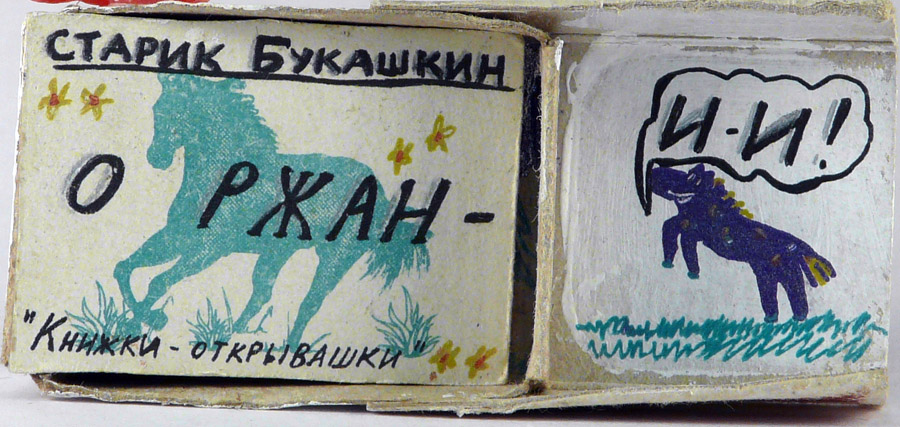 СТАРИК БУКАШКИН
О РЖАН-
"КНИЖКИ-ОТКРЫВАШКИ"
И-И!